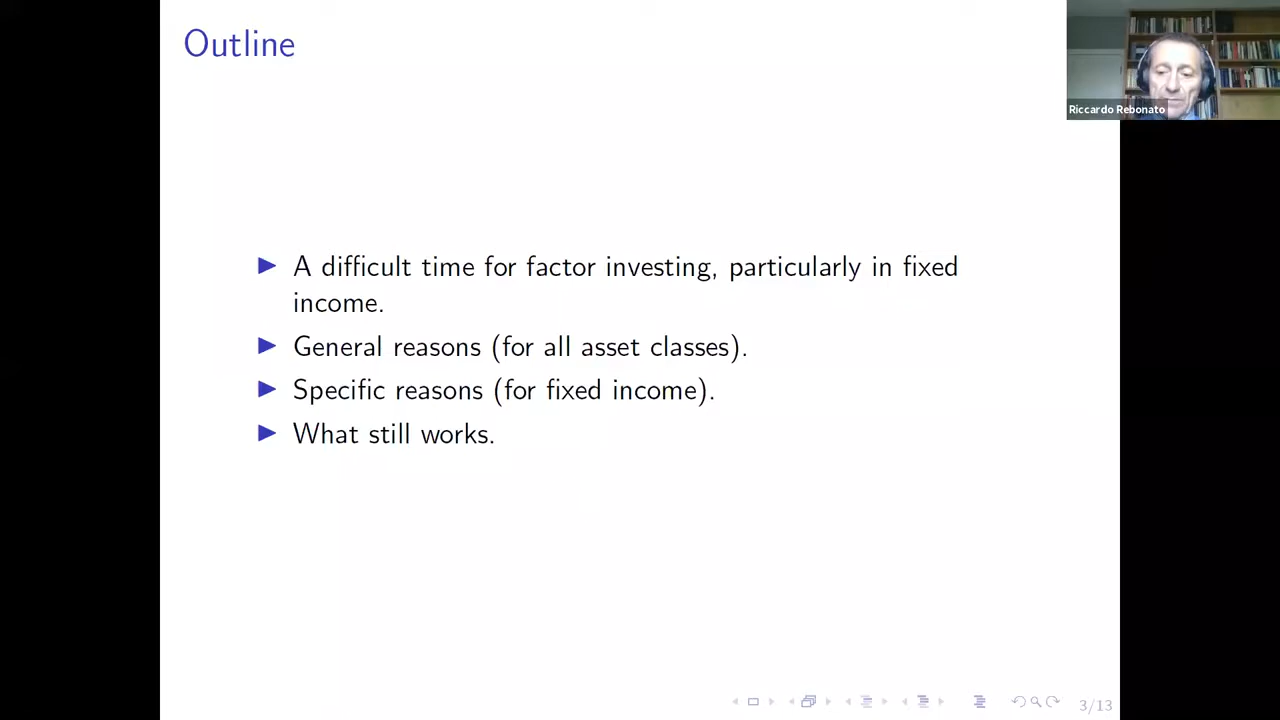 Outline
Riccardo Rebonato
▶ A difficult time for factor investing, particularly in fixed
income.
▶ General reasons (for all asset classes).
▶ Specific reasons (for fixed income).
▶ What still works.
3/13